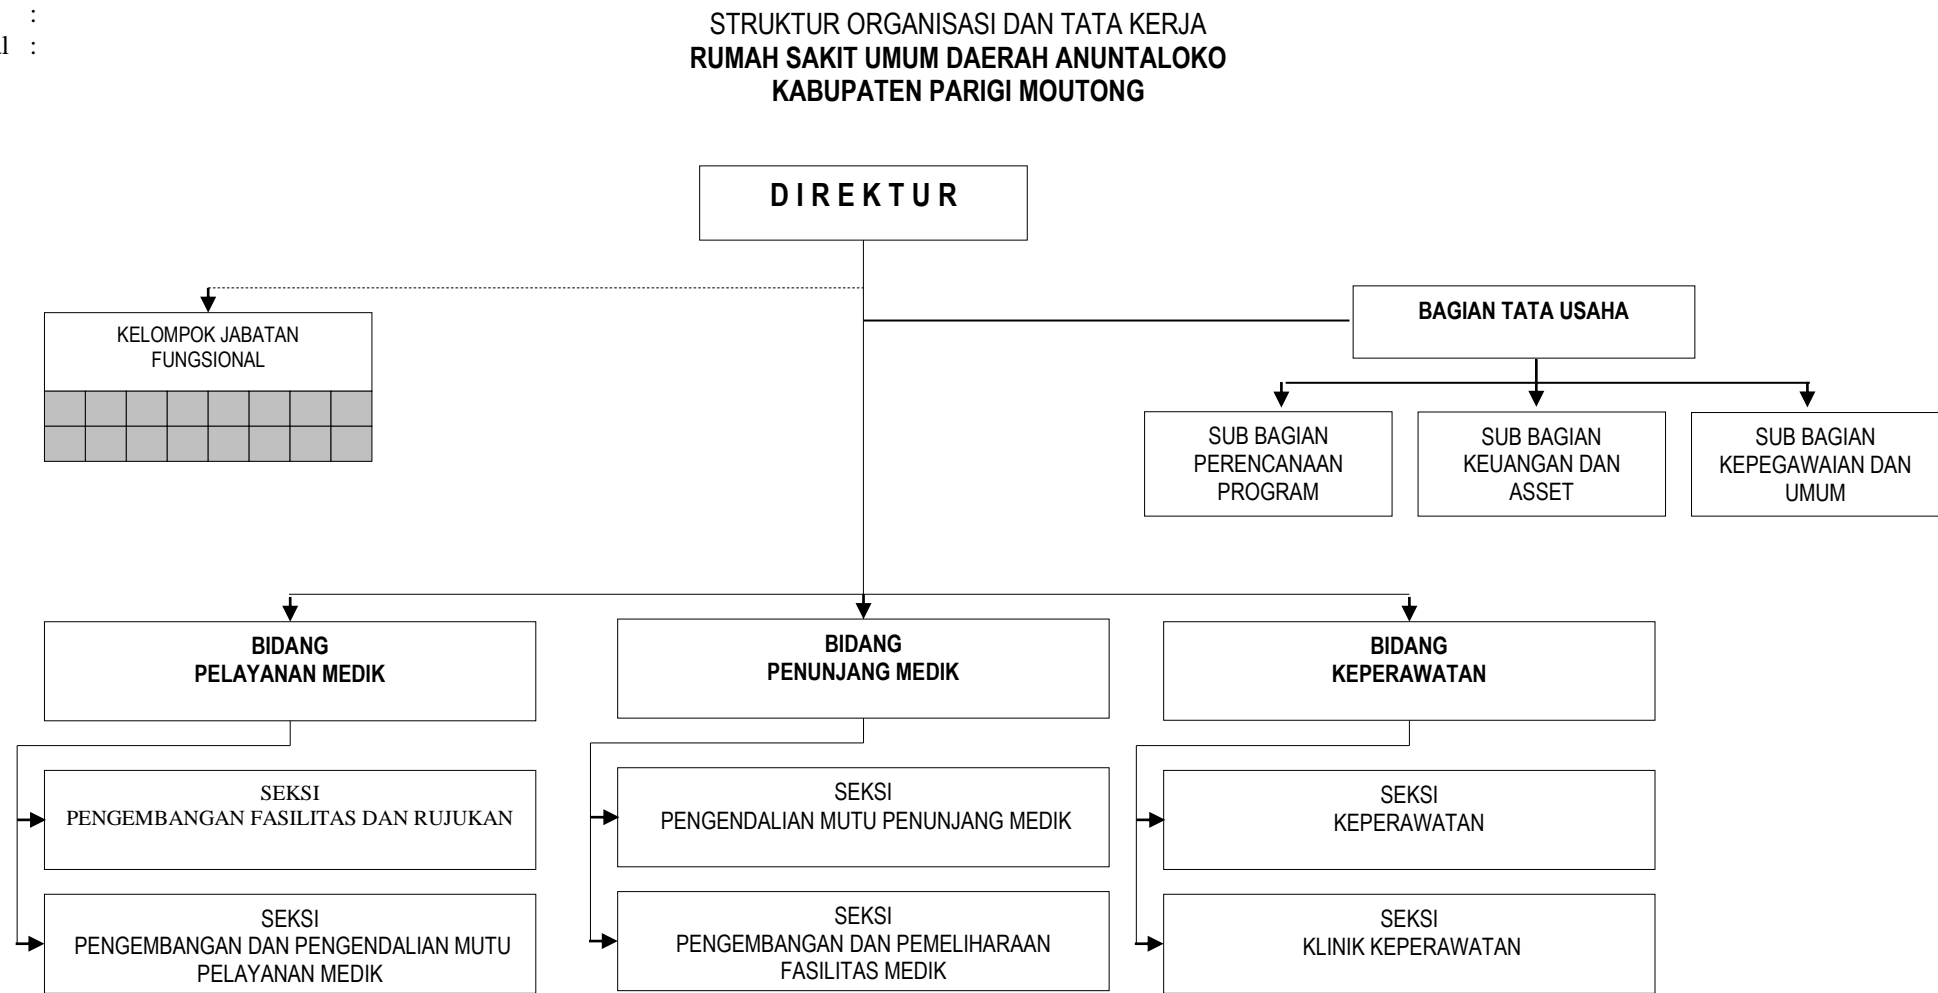 :
:
STRUKTUR ORGANISASI DAN TATA KERJA
RUMAH SAKIT UMUM DAERAH ANUNTALOKO
KABUPATEN PARIGI MOUTONG
D I R E K T U R
KELOMPOK JABATAN
FUNGSIONAL
BAGIAN TATA USAHA
SUB BAGIAN
PERENCANAAN
PROGRAM
SUB BAGIAN
KEUANGAN DAN
ASSET
SUB BAGIAN
KEPEGAWAIAN DAN
UMUM
BIDANG
PELAYANAN MEDIK
BIDANG
PENUNJANG MEDIK
BIDANG
KEPERAWATAN
SEKSI
PENGEMBANGAN FASILITAS DAN RUJUKAN
SEKSI
PENGENDALIAN MUTU PENUNJANG MEDIK
SEKSI
KEPERAWATAN
SEKSI
PENGEMBANGAN DAN PENGENDALIAN MUTU
PELAYANAN MEDIK
SEKSI
PENGEMBANGAN DAN PEMELIHARAAN
FASILITAS MEDIK
SEKSI
KLINIK KEPERAWATAN